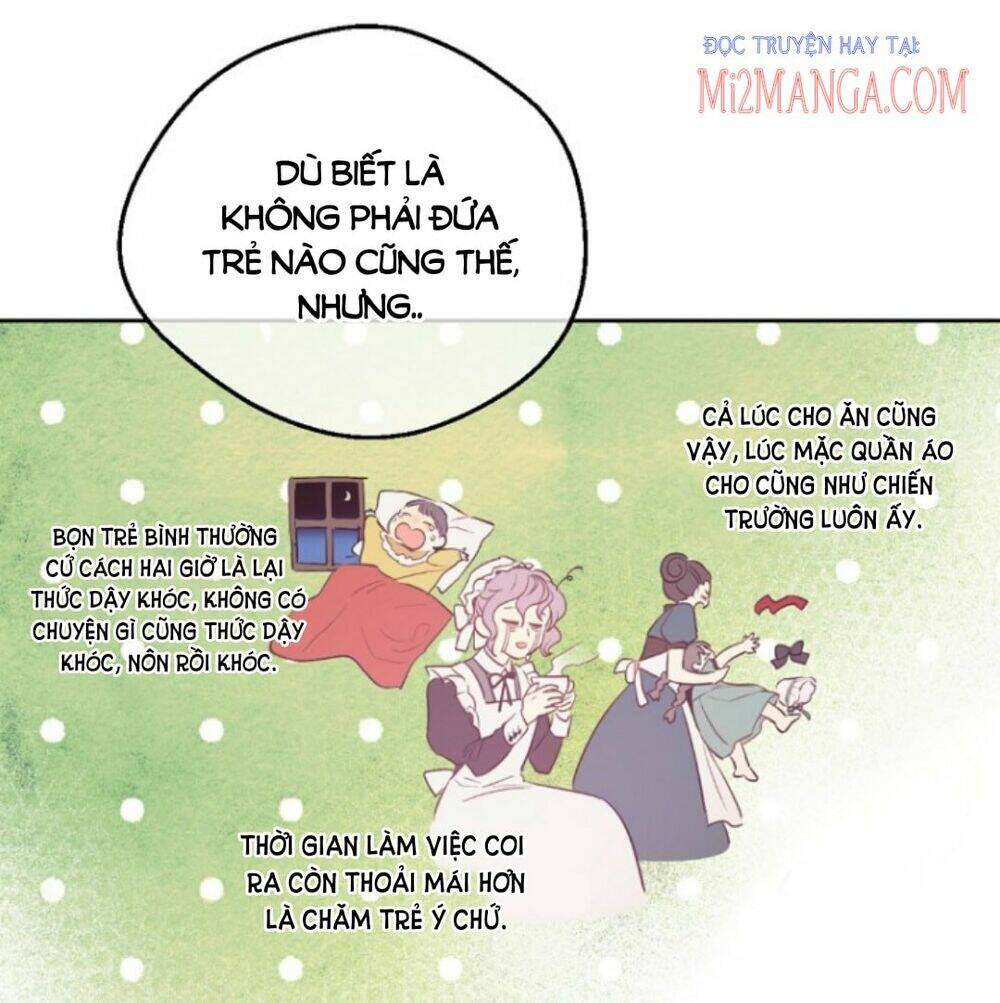 ĐỌC TRUYỆN HAY TẠI:
MI2MANGA.COM
DÙ BIẾT LÀ
KHÔNG PHẢI ĐỨA
TRẺ NÀO CŨNG THẾ,
NHƯNG..
CẢ LÚC CHO ĂN CŨNG
VẬY, LÚC MẶC QUẦN ÁO
CHO CŨNG NHƯ CHIẾN
TRƯỜNG LUÔN ẤY.
BỌN TRẺ BÌNH THƯỜNG
CỨ CÁCH HAI GIỜ LÀ LẠI
THỨC DẬY KHÓC, KHÔNG CÓ
CHUYỆN GÌ CŨNG THỨC DẬY
KHÓC, NÔN RỒI KHÓC.
THỜI GIAN LÀM VIỆC COI
RA CÒN THOẢI MÁI HƠN
LÀ CHĂM TRẺ Ý CHỨ.